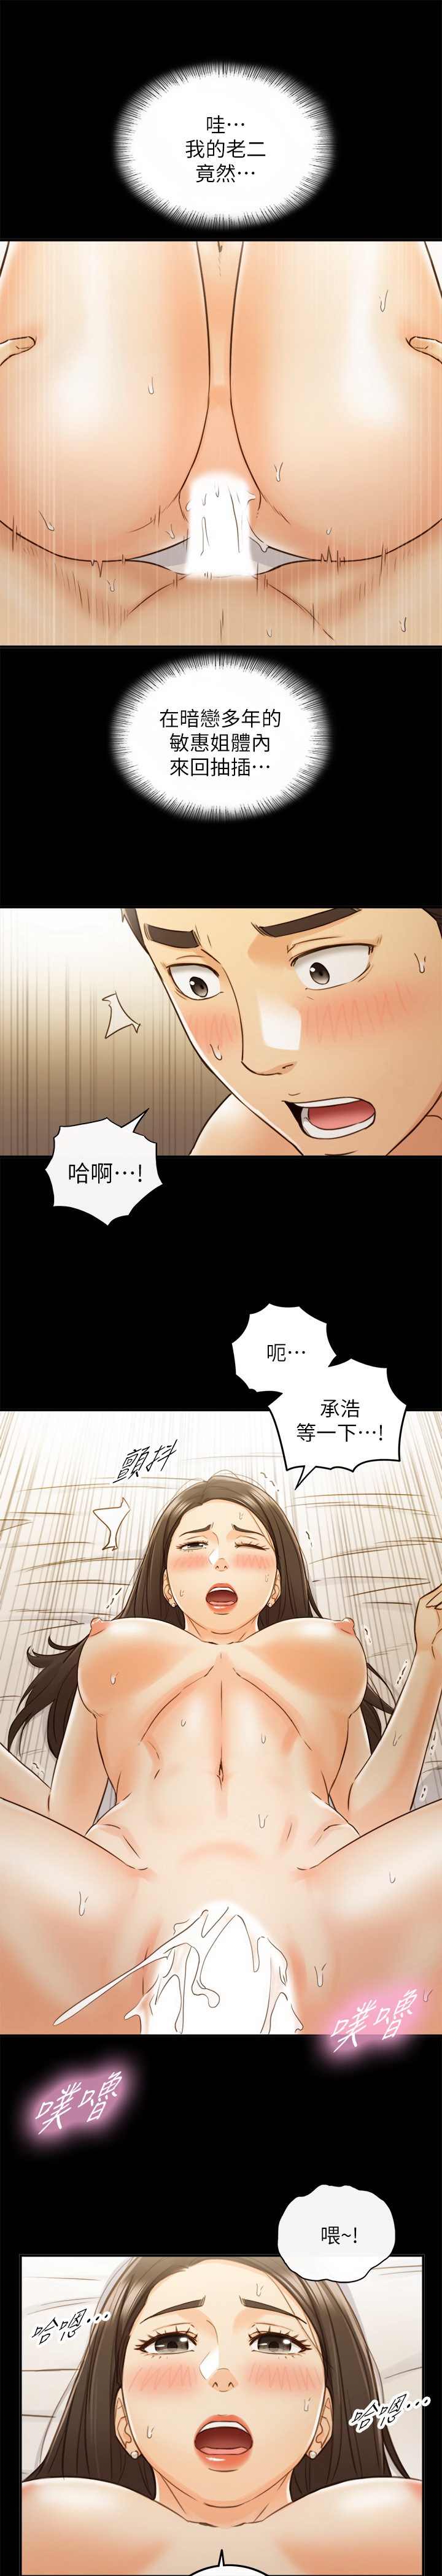 哇⋯
我的老二
竟然⋯
在暗戀多年的
敏惠姐體內
來回抽插⋯
哈啊⋯!
呃⋯
承浩
等一下⋯!
顫抖
噗嚕
噗嚕
喂~!
哈嗯⋯
哈嗯⋯